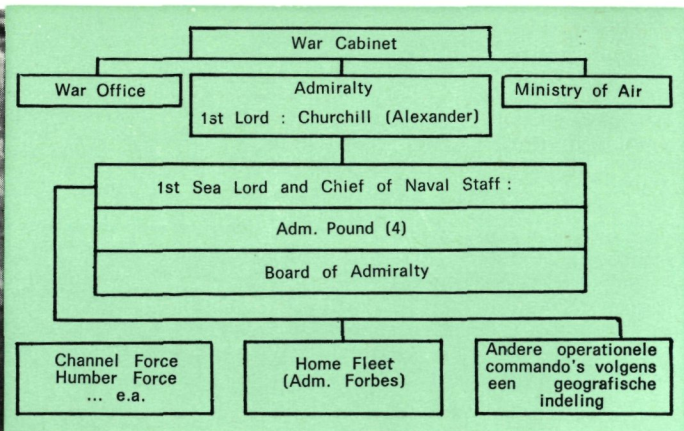 War Cabinet
War Office
Admiralty
1st Lord : Churchill (Alexander)
Ministry of Air
1st Sea Lord and Chief of Naval Staff :
Adm. Pound (4)
Board of Admiralty
Channel Force
Humber Force
... e.a.
Home Fleet
(Adm. Forbes)
Andere operationele
commando's volgens
een geografische
indeling